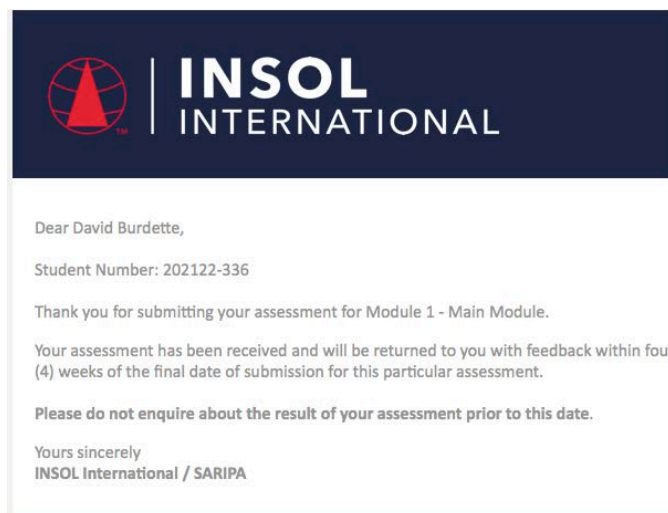 INSOL
INTERNATIONAL
TM
Dear David Burdette,
Student Number: 202122-336
Thank you for submitting your assessment for Module 1 - Main Module.
Your assessment has been received and will be returned to you with feedback within fou
(4) weeks of the final date of submission for this particular assessment.
Please do not enquire about the result of your assessment prior to this date.
Yours sincerely
INSOL International / SARIPA